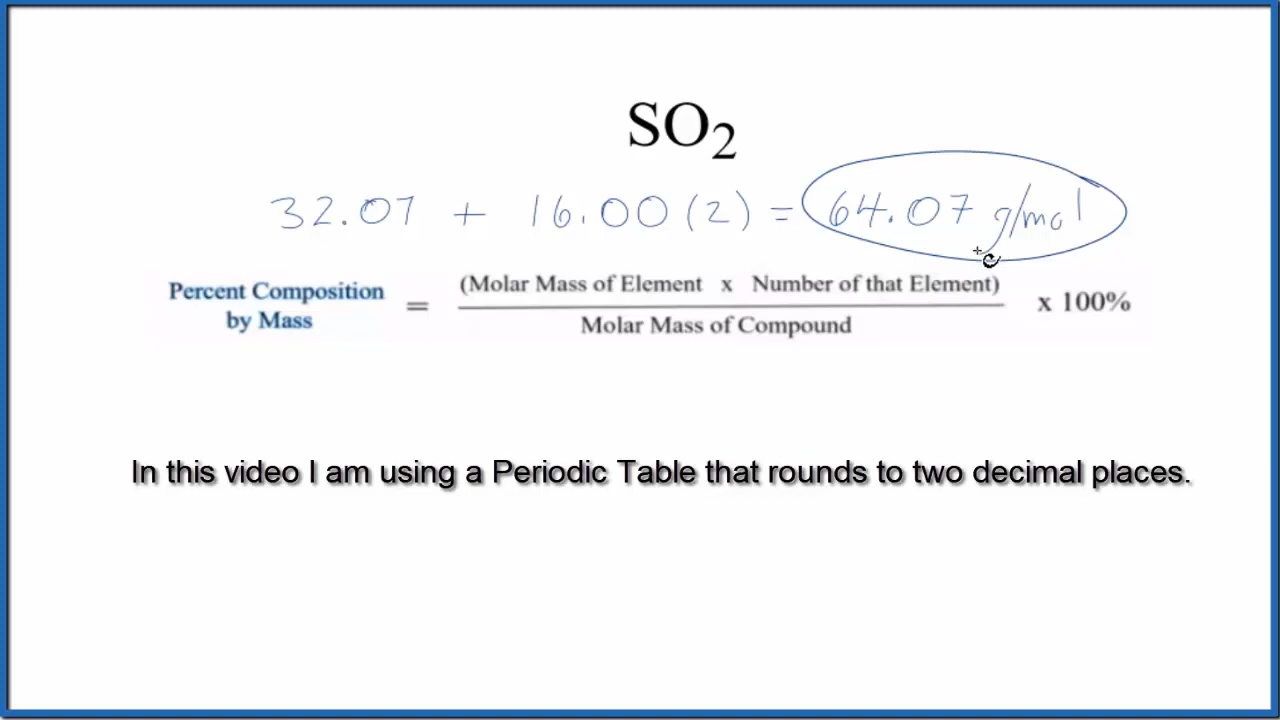 SO₂
32.07 + 16.00 (2) = 64.07 g/mol
(Molar Mass of Element x Number of that Element)
Percent Composition by Mass = x 100%
Molar Mass of Compound
In this video I am using a Periodic Table that rounds to two decimal places.